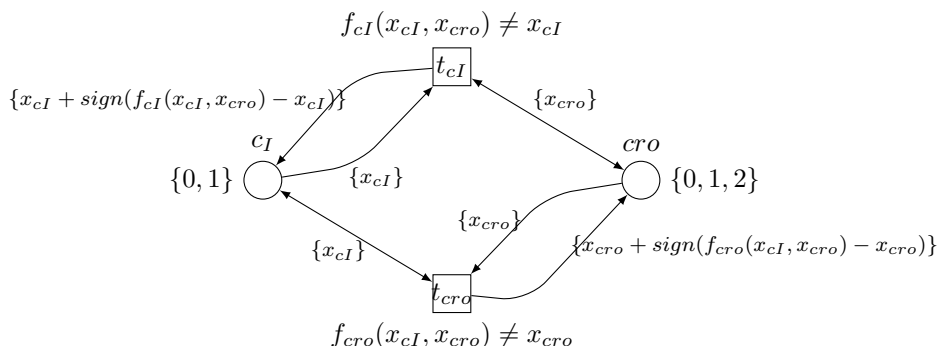 f_{cI}(x_{cI}, x_{cro}) ≠ x_{cI}
t_{cI}
{x_{cI} + sign(f_{cI}(x_{cI}, x_{cro}) − x_{cI})}
{x_{cro}}
c_I
cro
{0, 1}
{x_{cI}}
{0, 1, 2}
{x_{cro}}
{x_{cI}}
{x_{cro} + sign(f_{cro}(x_{cI}, x_{cro}) − x_{cro})}
t_{cro}
f_{cro}(x_{cI}, x_{cro}) ≠ x_{cro}